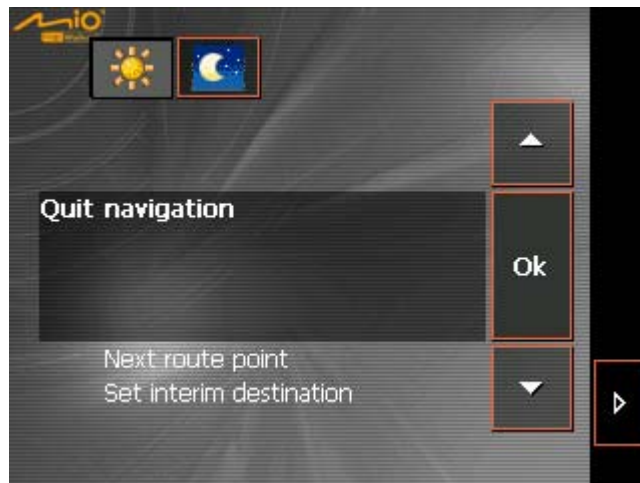 Mio
Quit navigation
Ok
Next route point
Set interim destination